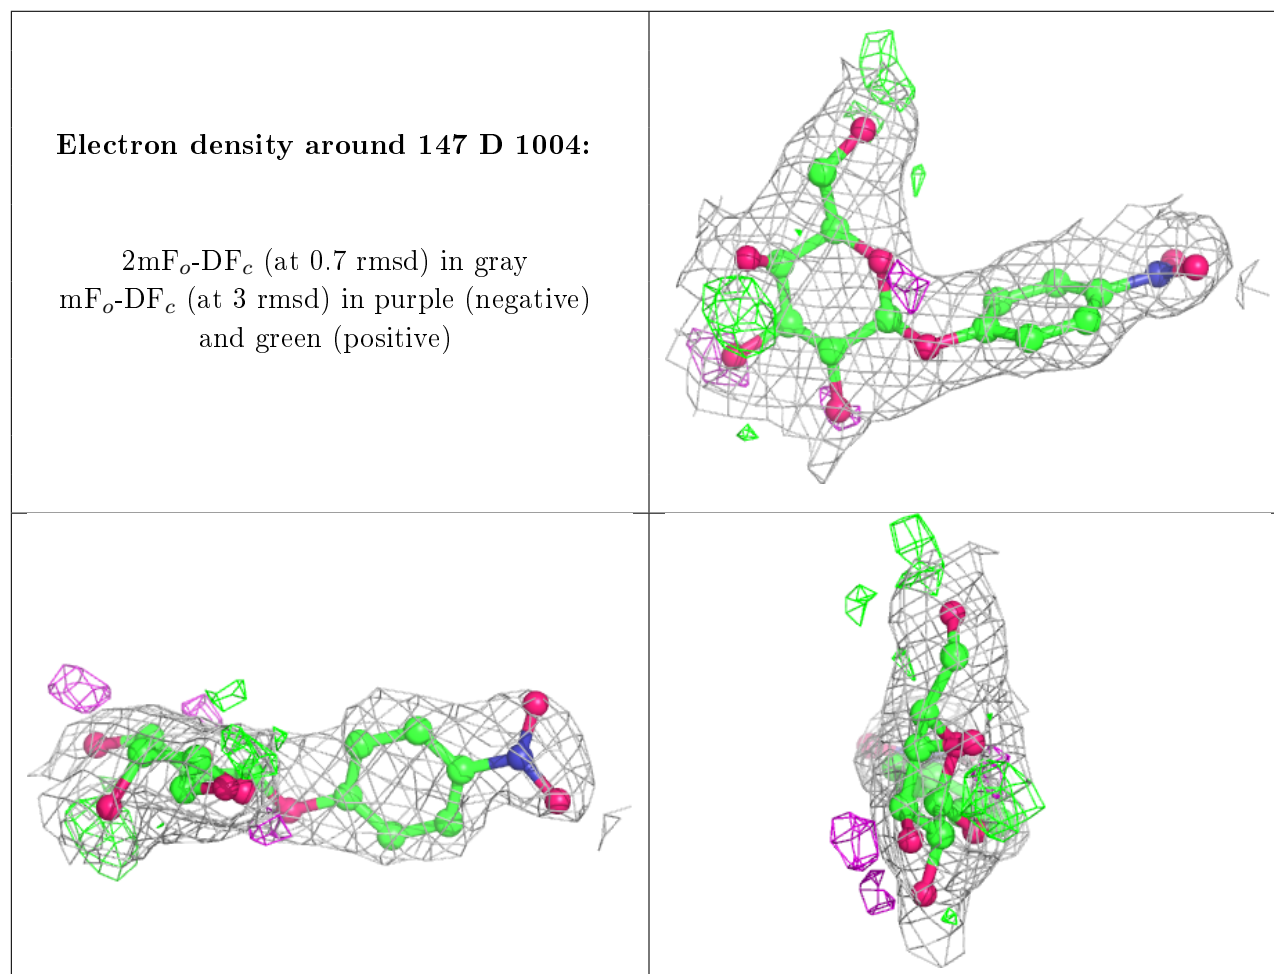 Electron density around 147 D 1004:
2mFo-DFc (at 0.7 rmsd) in gray
mFo-DFc (at 3 rmsd) in purple (negative)
and green (positive)